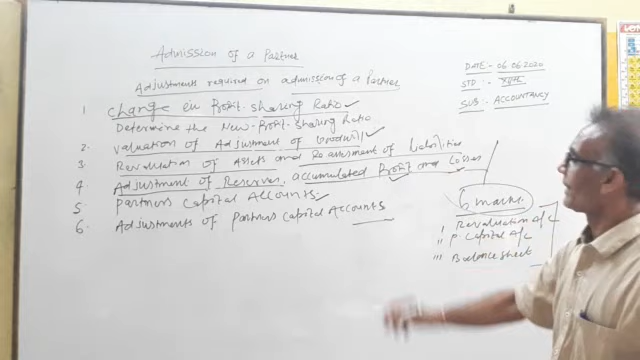 Admission of a Partner
Adjustments required on admission of a Partner
1 Change in Profit sharing Ratio
Determine the New-Profit sharing Ratio
2. Valuation of Adjustment of Goodwill
3. Revaluation of Assets and Reassessment of Liabilities
4. Adjustment of Reserves, accumulated Profit and Losses
5. Partners Capital Accounts
6. Adjustments of Partners Capital Accounts
DATE:- 06.06.2020
STD :- XIIth
SUB:- ACCOUNTANCY
6 marks
i Revaluation A/c
ii P Capital A/c
iii Balance sheet